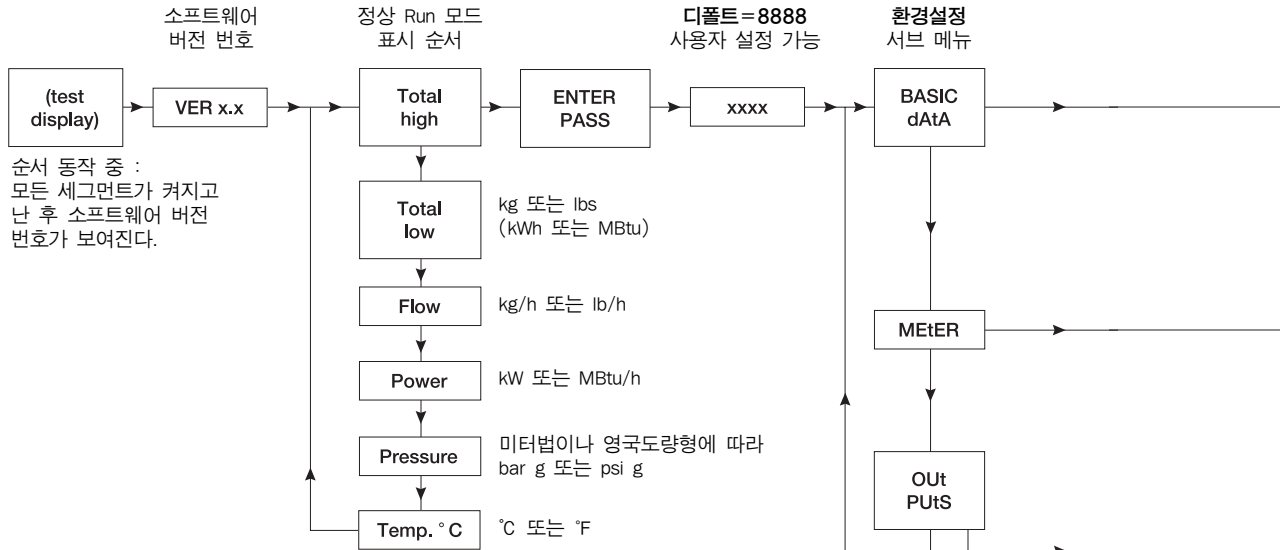 소프트웨어
버전 번호
정상 Run 모드
표시 순서
디폴트=8888
사용자 설정 가능
환경설정
서브 메뉴
(test
display)
VER x.x
Total
high
ENTER
PASS
xxxx
BASIC
dAtA
순서 동작 중 :
모든 세그먼트가 켜지고
난 후 소프트웨어 버전
번호가 보여진다.
Total
low
kg 또는 lbs
(kWh 또는 MBtu)
Flow
kg/h 또는 lb/h
MEtER
Power
kW 또는 MBtu/h
Pressure
미터법이나 영국도량형에 따라
bar g 또는 psi g
OUt
PUtS
Temp. °C
℃ 또는 ℉